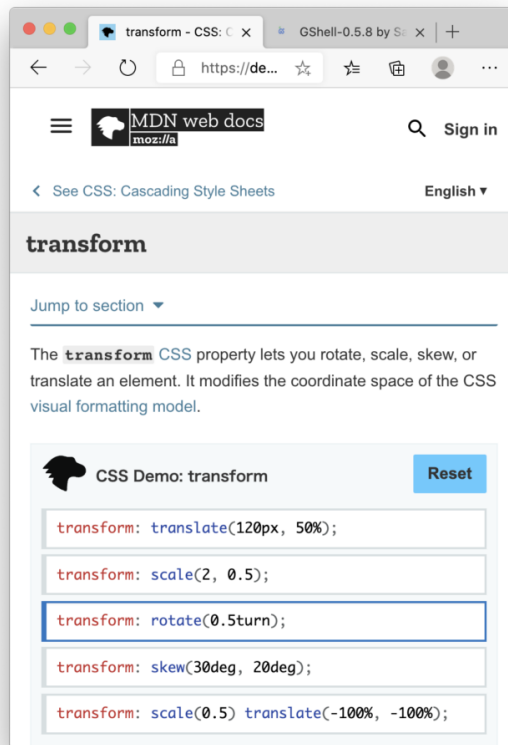 transform - CSS: C
GShell-0.5.8 by Sa
https://de...
MDN web docs
moz://a
Sign in
See CSS: Cascading Style Sheets
English ▾
transform
Jump to section
The transform CSS property lets you rotate, scale, skew, or
translate an element. It modifies the coordinate space of the CSS
visual formatting model.
CSS Demo: transform
Reset
transform: translate(120px, 50%);
transform: scale(2, 0.5);
transform: rotate(0.5turn);
transform: skew(30deg, 20deg);
transform: scale(0.5) translate(-100%, -100%);